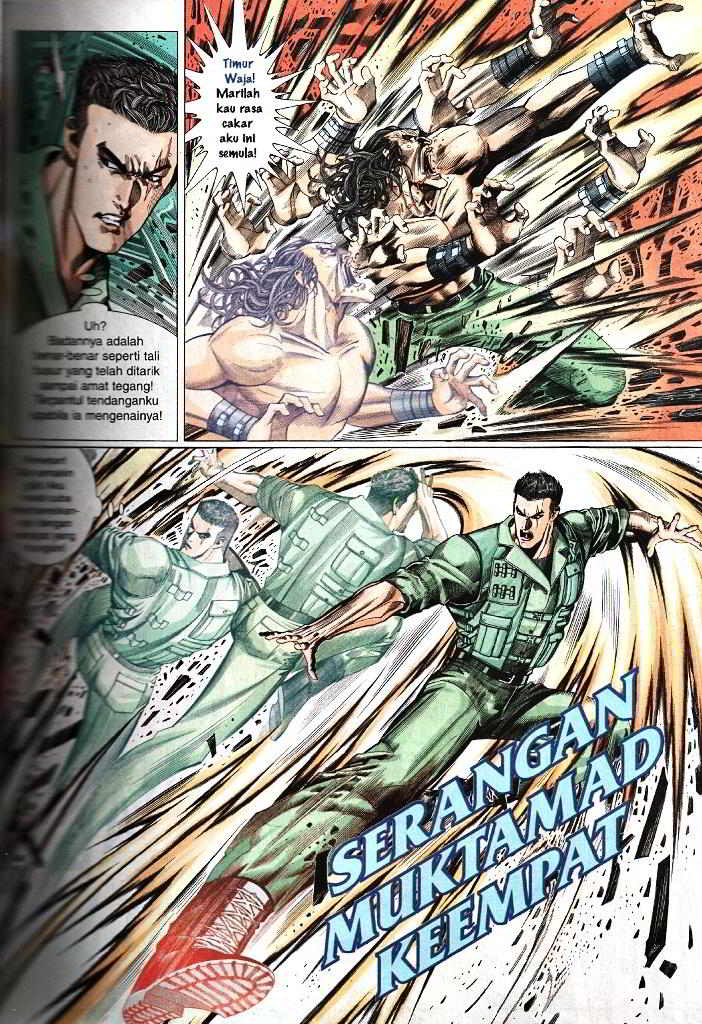 Timur
Waja!
Marilah
kau rasa
cakar
aku ini
semula!
Uh?
Badannya adalah
benar-benar seperti tali
busur yang telah ditarik
sampai amat tegang!
Terpantul tendanganku
apabila ia mengenainya!
SERANGAN
MUKTAMAD
KEEMPAT